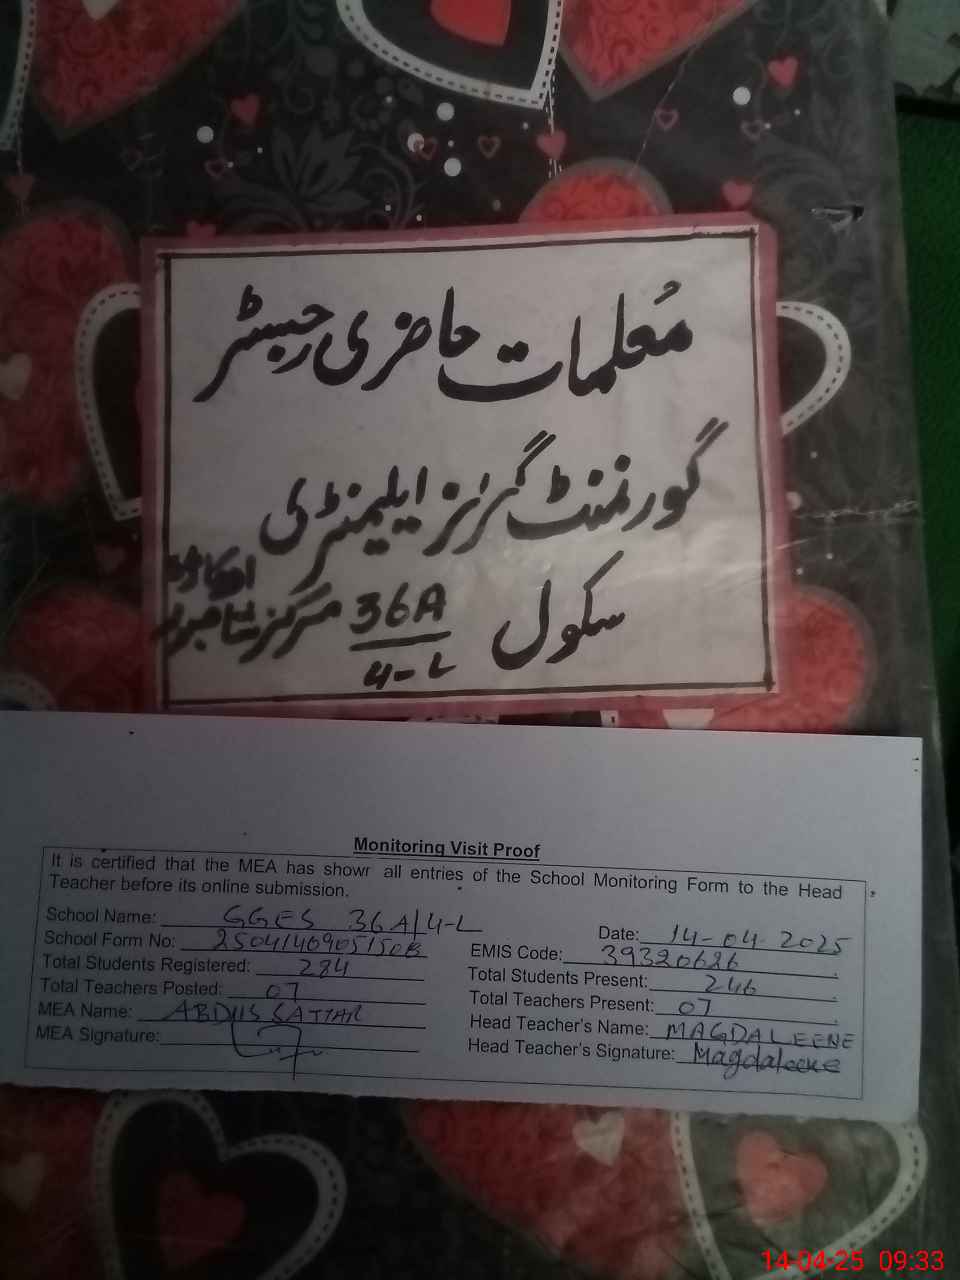 مُعلمات حاضری رجسٹر
گورنمنٹ گرلز ایلیمنٹری
سکول 36A/4-L مرکز شاہبور اوکاڑہ
Monitoring Visit Proof
It is certified that the MEA has shown all entries of the School Monitoring Form to the Head
Teacher before its online submission.
School Name: GGES 36A/4-L Date: 14-04-2025
School Form No: 2504140905150B EMIS Code: 39320626
Total Students Registered: 284 Total Students Present: 246
Total Teachers Posted: 07 Total Teachers Present: 07
MEA Name: ABDUS SATTAR Head Teacher's Name: MAGDALEENE
MEA Signature: Head Teacher's Signature: Magdaleene
14-04-25 09:33